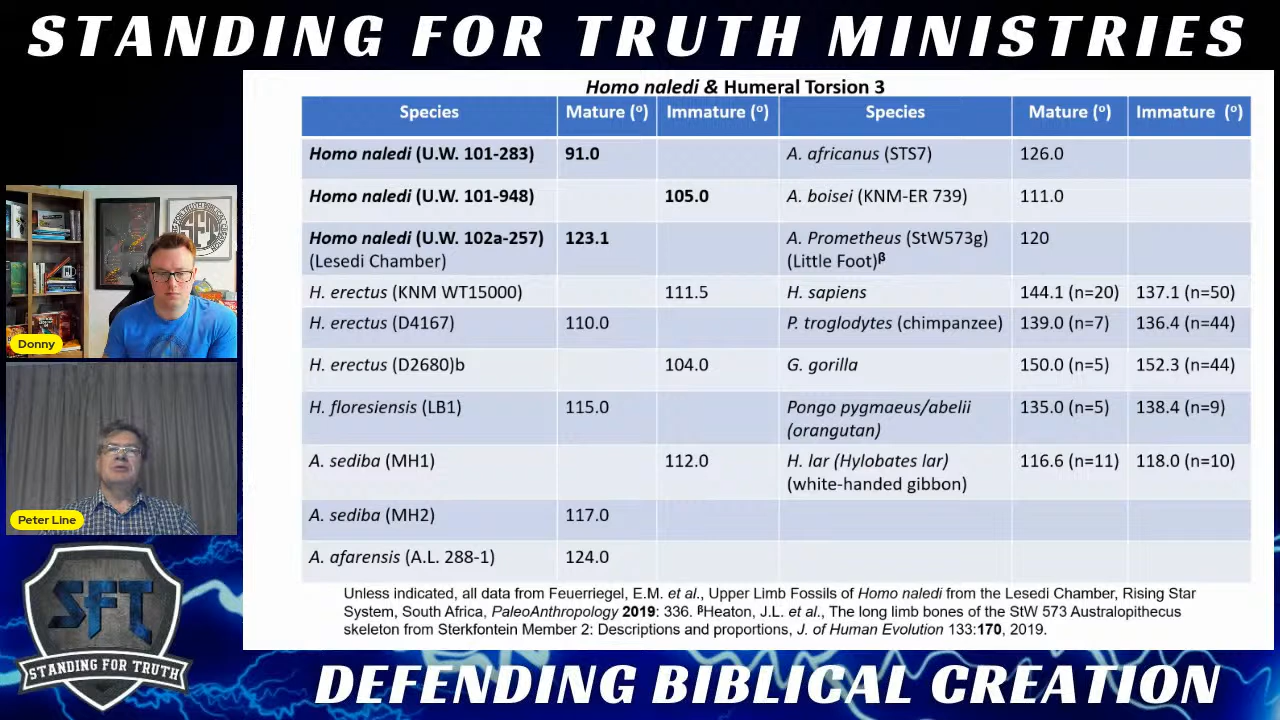 STANDING FOR TRUTH MINISTRIES
Homo naledi & Humeral Torsion 3
Species Mature (º) Immature (º) Species Mature (º) Immature (º)
Homo naledi (U.W. 101-283) 91.0 A. africanus (STS7) 126.0
Homo naledi (U.W. 101-948) 105.0 A. boisei (KNM-ER 739) 111.0
Homo naledi (U.W. 102a-257) 123.1 A. Prometheus (StW573g) 120
(Lesedi Chamber) (Little Foot)β
H. erectus (KNM WT15000) 111.5 H. sapiens 144.1 (n=20) 137.1 (n=50)
H. erectus (D4167) 110.0 P. troglodytes (chimpanzee) 139.0 (n=7) 136.4 (n=44)
H. erectus (D2680)b 104.0 G. gorilla 150.0 (n=5) 152.3 (n=44)
H. floresiensis (LB1) 115.0 Pongo pygmaeus/abelii 135.0 (n=5) 138.4 (n=9)
(orangutan)
A. sediba (MH1) 112.0 H. lar (Hylobates lar) 116.6 (n=11) 118.0 (n=10)
(white-handed gibbon)
A. sediba (MH2) 117.0
A. afarensis (A.L. 288-1) 124.0
Unless indicated, all data from Feuerriegel, E.M. et al., Upper Limb Fossils of Homo naledi from the Lesedi Chamber, Rising Star
System, South Africa, PaleoAnthropology 2019: 336. βHeaton, J.L. et al., The long limb bones of the StW 573 Australopithecus
skeleton from Sterkfontein Member 2: Descriptions and proportions, J. of Human Evolution 133:170, 2019.
SFT
Donny
Peter Line
SFT
STANDING FOR TRUTH
DEFENDING BIBLICAL CREATION